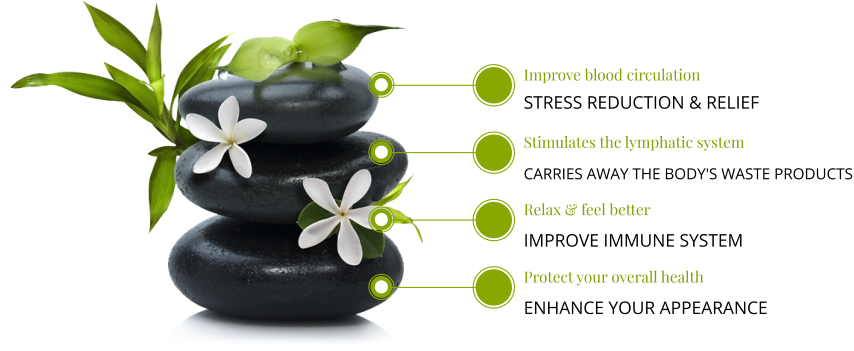 Improve blood circulation
STRESS REDUCTION & RELIEF
Stimulates the lymphatic system
CARRIES AWAY THE BODY'S WASTE PRODUCTS
Relax & feel better
IMPROVE IMMUNE SYSTEM
Protect your overall health
ENHANCE YOUR APPEARANCE